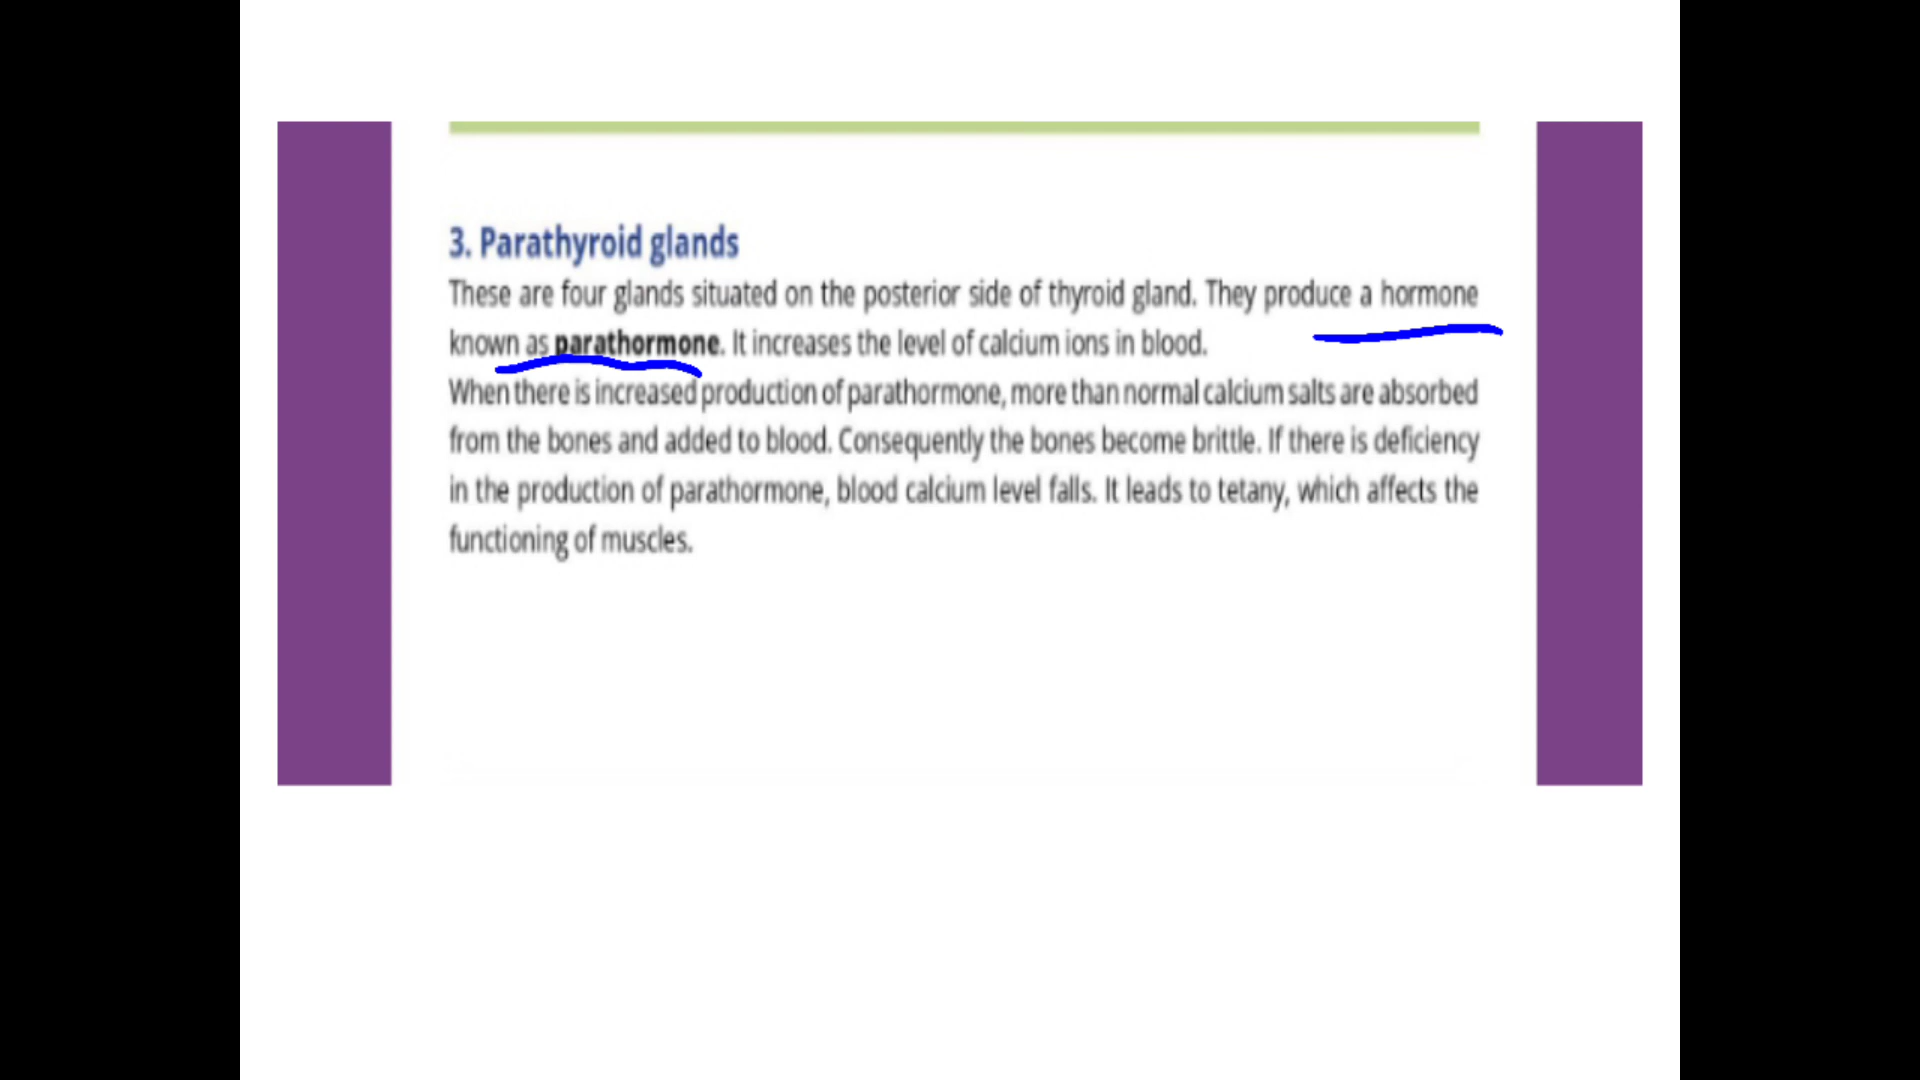 3. Parathyroid glands
These are four glands situated on the posterior side of thyroid gland. They produce a hormone
known as parathormone. It increases the level of calcium ions in blood.
When there is increased production of parathormone, more than normal calcium salts are absorbed
from the bones and added to blood. Consequently the bones become brittle. If there is deficiency
in the production of parathormone, blood calcium level falls. It leads to tetany, which affects the
functioning of muscles.